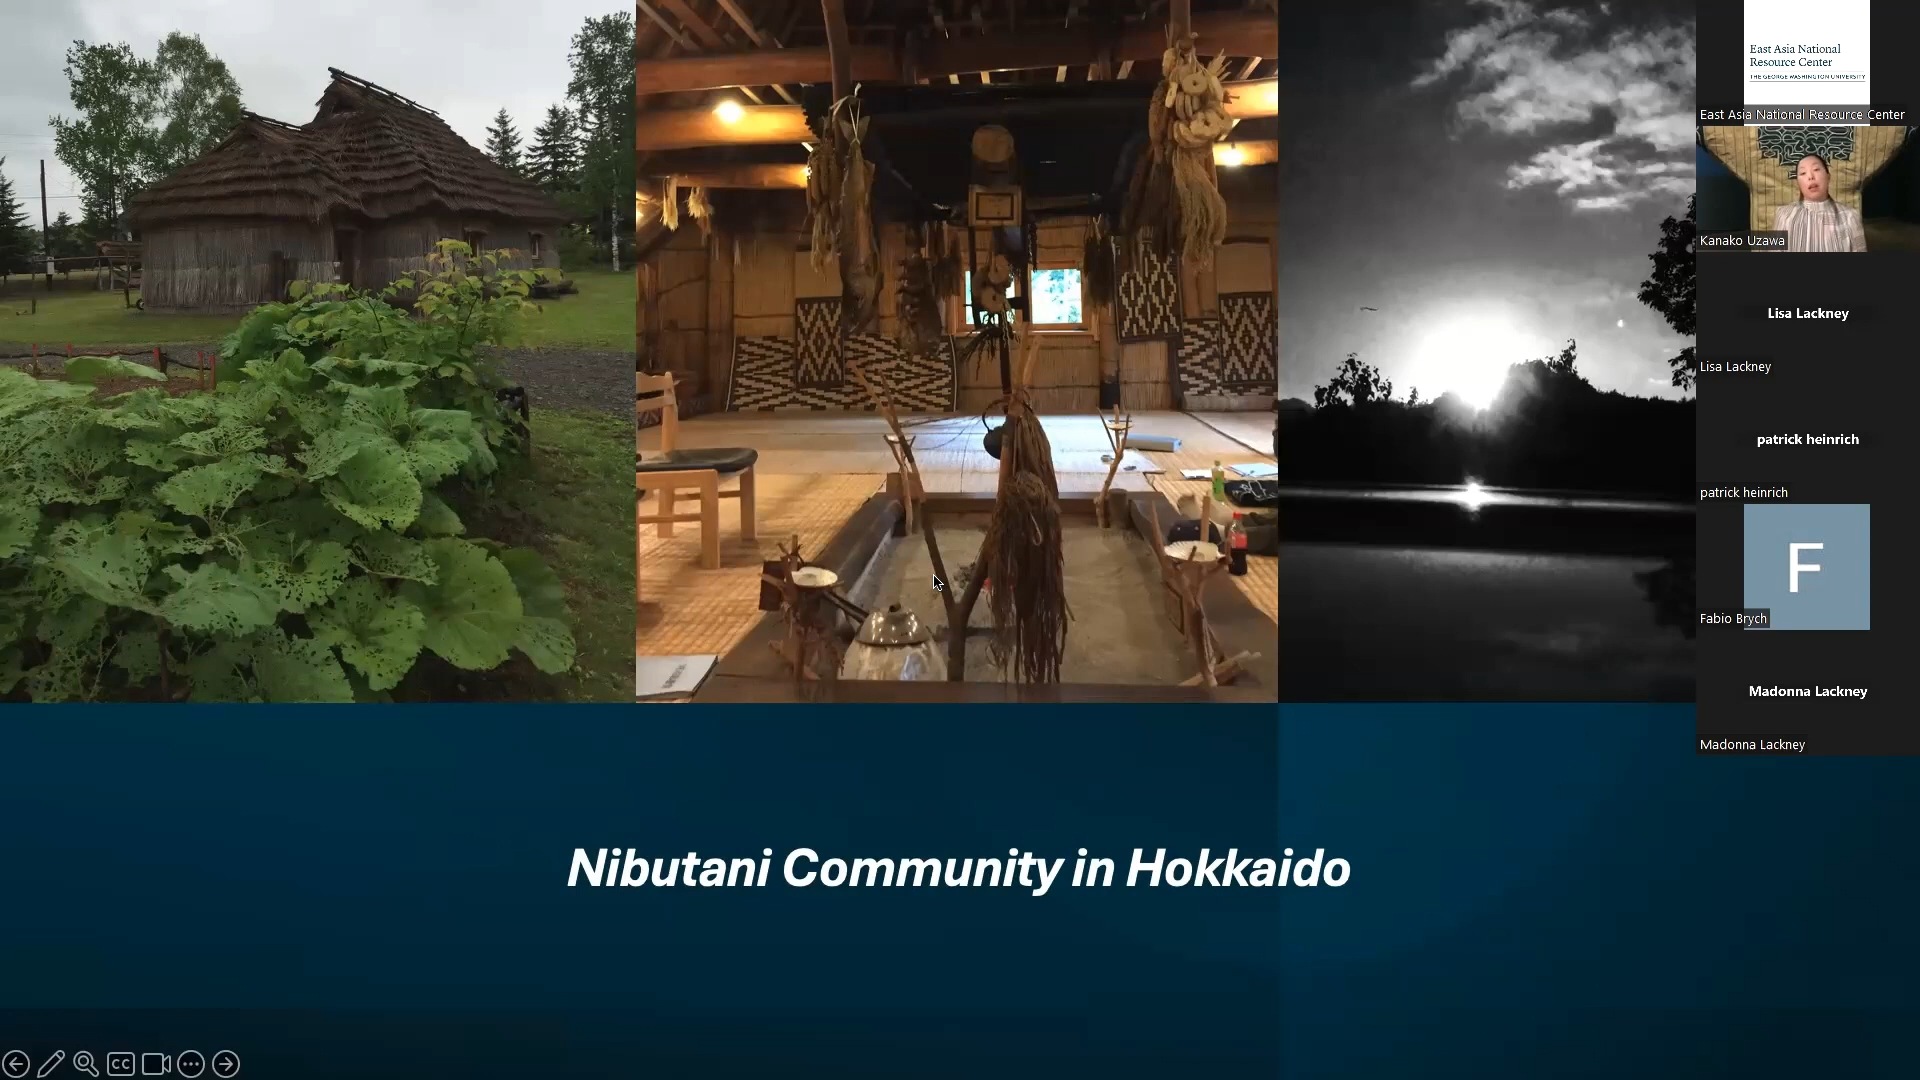 East Asia National
Resource Center
THE GEORGE WASHINGTON UNIVERSITY
East Asia National Resource Center
Kanako Uzawa
Lisa Lackney
Lisa Lackney
patrick heinrich
patrick heinrich
F
Fabio Brych
Madonna Lackney
Madonna Lackney
Nibutani Community in Hokkaido
CC